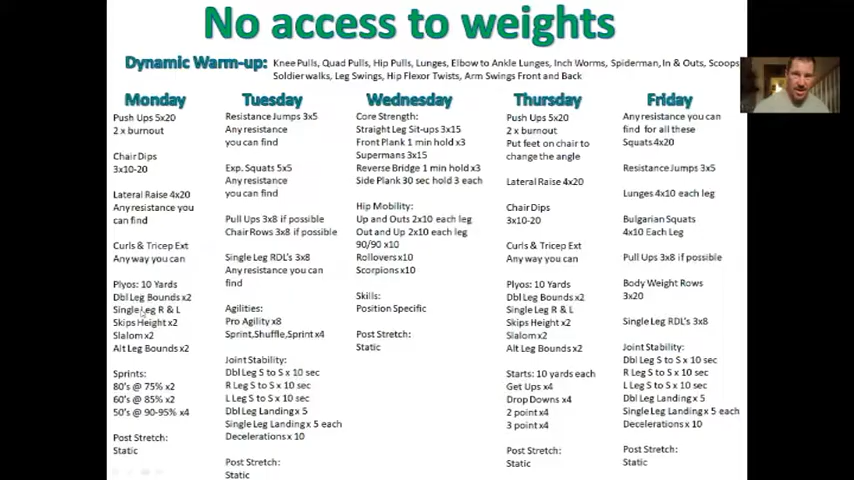 No access to weights
Dynamic Warm-up: Knee Pulls, Quad Pulls, Hip Pulls, Lunges, Elbow to Ankle Lunges, Inch Worms, Spiderman, In & Outs, Scoops
Soldierwalks, Leg Swings, Hip Flexor Twists, Arm Swings Front and Back
Monday
Push Ups 5x20
2 x burnout
Chair Dips
3x10-20
Lateral Raise 4x20
Any resistance you
can find
Curls & Tricep Ext
Any way you can
Plyos: 10 Yards
Dbl Leg Bounds x2
Single Leg R & L
Skips Height x2
Slalom x2
Alt Leg Bounds x2
Sprints:
80's @ 75% x2
60's @ 85% x2
50's @ 90-95% x4
Post Stretch:
Static
Tuesday
Resistance Jumps 3x5
Any resistance
you can find
Exp. Squats 5x5
Any resistance
you can find
Pull Ups 3x8 if possible
Chair Rows 3x8 if possible
Single Leg RDL's 3x8
Any resistance you can
find
Agilities:
Pro Agility x8
Sprint,Shuffle,Sprint x4
Joint Stability:
Dbl Leg S to S x 10 sec
R Leg S to S x 10 sec
L Leg S to S x 10 sec
Dbl Leg Landing x 5
Single Leg Landing x 5 each
Decelerations x 10
Post Stretch:
Static
Wednesday
Core Strength:
Straight Leg Sit-ups 3x15
Front Plank 1 min hold x3
Supermans 3x15
Reverse Bridge 1 min hold x3
Side Plank 30 sec hold 3 each
Hip Mobility:
Up and Outs 2x10 each leg
Out and Up 2x10 each leg
90/90 x10
Rollovers x10
Scorpions x10
Skills:
Position Specific
Post Stretch:
Static
Thursday
Push Ups 5x20
2 x burnout
Put feet on chair to
change the angle
Lateral Raise 4x20
Chair Dips
3x10-20
Curls & Tricep Ext
Any way you can
Plyos: 10 Yards
Dbl Leg Bounds x2
Single Leg R & L
Skips Height x2
Slalom x2
Alt Leg Bounds x2
Starts: 10 yards each
Get Ups x4
Drop Downs x4
2 point x4
3 point x4
Post Stretch:
Static
Friday
Any resistance you can
find for all these
Squats 4x20
Resistance Jumps 3x5
Lunges 4x10 each leg
Bulgarian Squats
4x10 Each Leg
Pull Ups 3x8 if possible
Body Weight Rows
3x20
Single Leg RDL's 3x8
Joint Stability:
Dbl Leg S to S x 10 sec
R Leg S to S x 10 sec
L Leg S to S x 10 sec
Dbl Leg Landing x 5
Single Leg Landing x 5 each
Decelerations x 10
Post Stretch:
Static